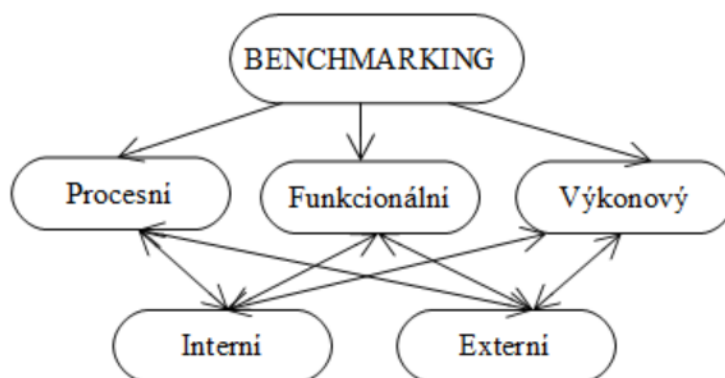 BENCHMARKING
Procesní
Funkcionální
Výkonový
Interní
Externí